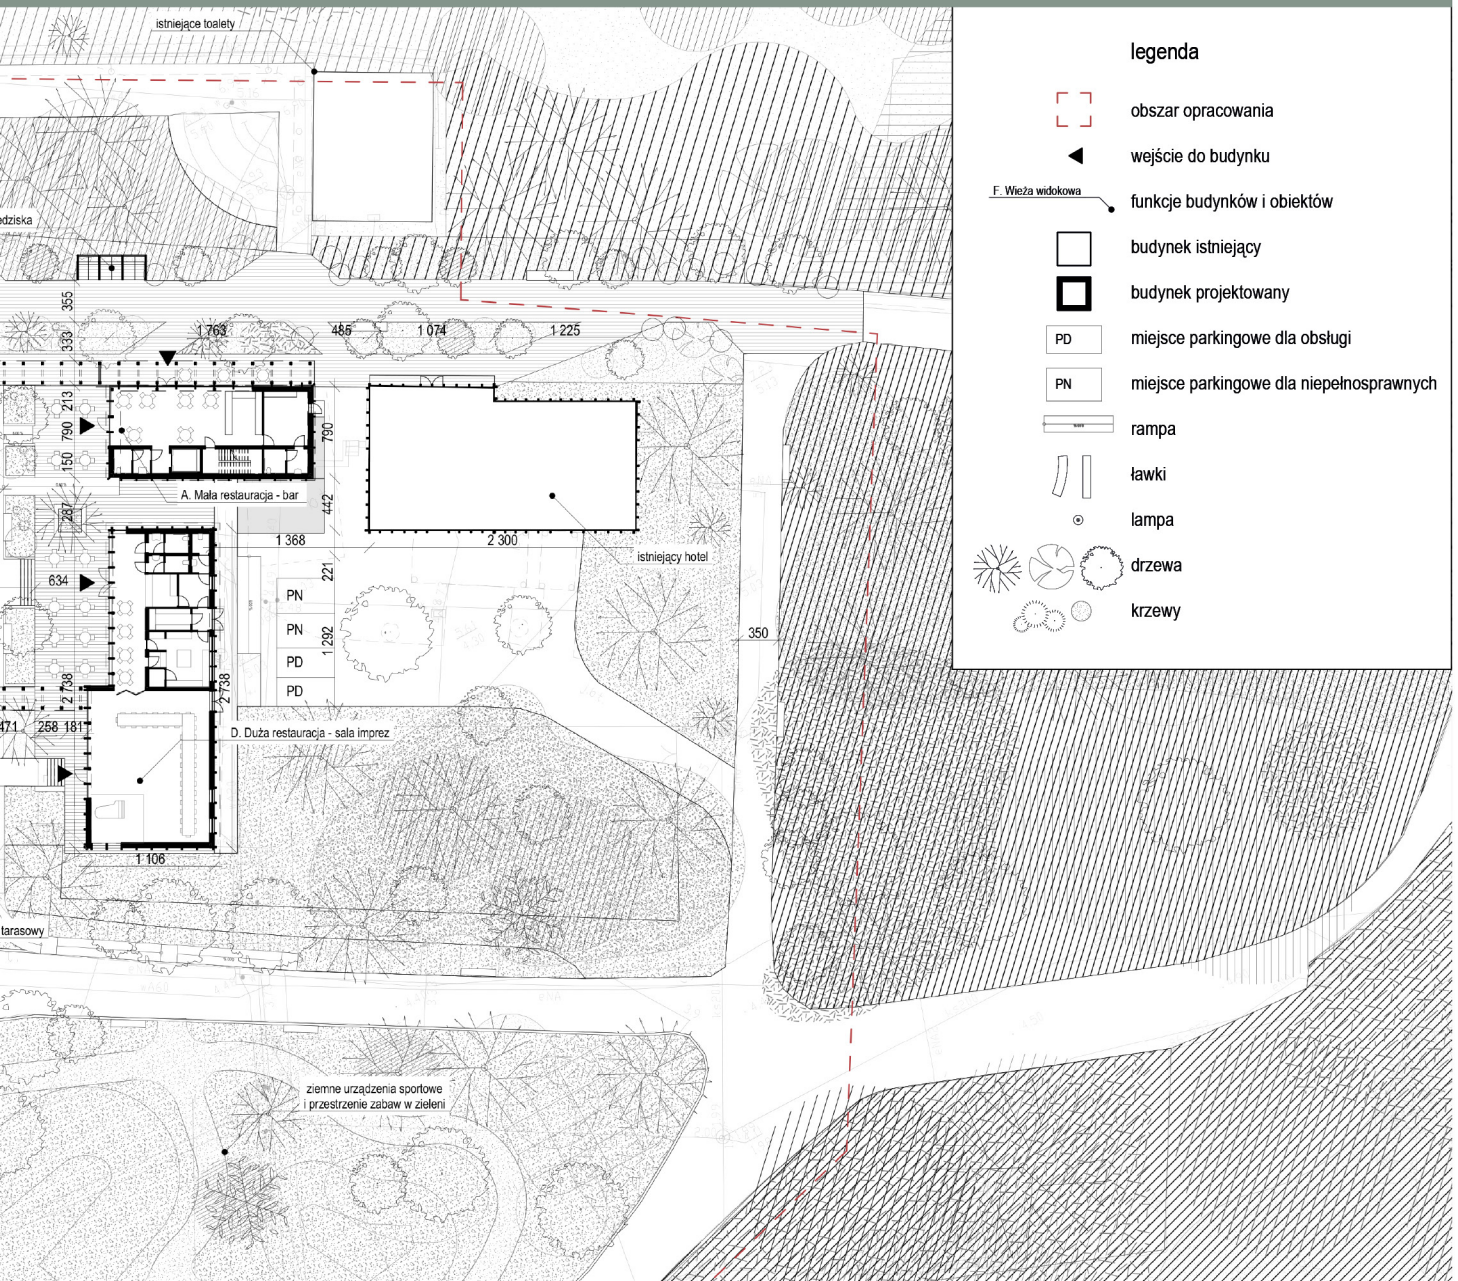 istniejące toalety
legenda
obszar opracowania
wejście do budynku
F. Wieża widokowa
funkcje budynków i obiektów
budynek istniejący
budynek projektowany
PD
miejsce parkingowe dla obsługi
PN
miejsce parkingowe dla niepełnosprawnych
rampa
ławki
lampa
drzewa
krzewy
edziska
355
333
1 763
485
1 074
1 225
213
790
150
287
790
442
A. Mała restauracja - bar
1 368
2 300
istniejący hotel
634
221
PN
PN
1 292
PD
PD
350
2 738
2 738
471
258
181
D. Duża restauracja - sala imprez
1 106
tarasowy
ziemne urządzenia sportowe
i przestrzenie zabaw w zieleni